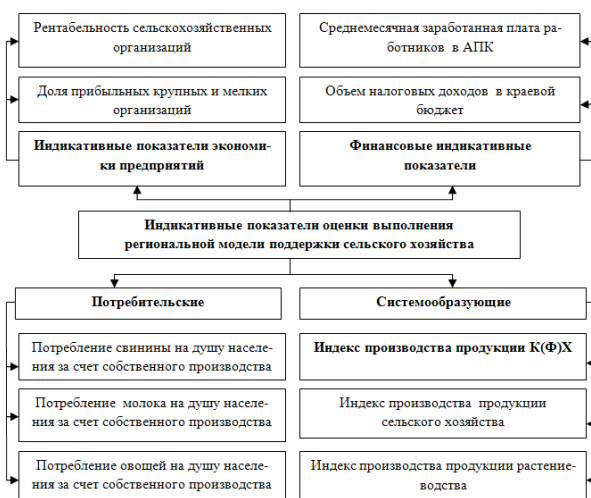 Рентабельность сельскохозяйственных
организаций
Среднемесячная заработанная плата ра-
ботников в АПК
Доля прибыльных крупных и мелких
организаций
Объем налоговых доходов в краевой
бюджет
Индикативные показатели экономи-
ки предприятий
Финансовые индикативные
показатели
Индикативные показатели оценки выполнения
региональной модели поддержки сельского хозяйства
Потребительские
Системообразующие
Потребление свинины на душу населе-
ния за счет собственного производства
Индекс производства продукции К(Ф)Х
Потребление молока на душу населе-
ния за счет собственного производства
Индекс производства продукции
сельского хозяйства
Потребление овощей на душу населе-
ния за счет собственного производства
Индекс производства продукции растение-
водства